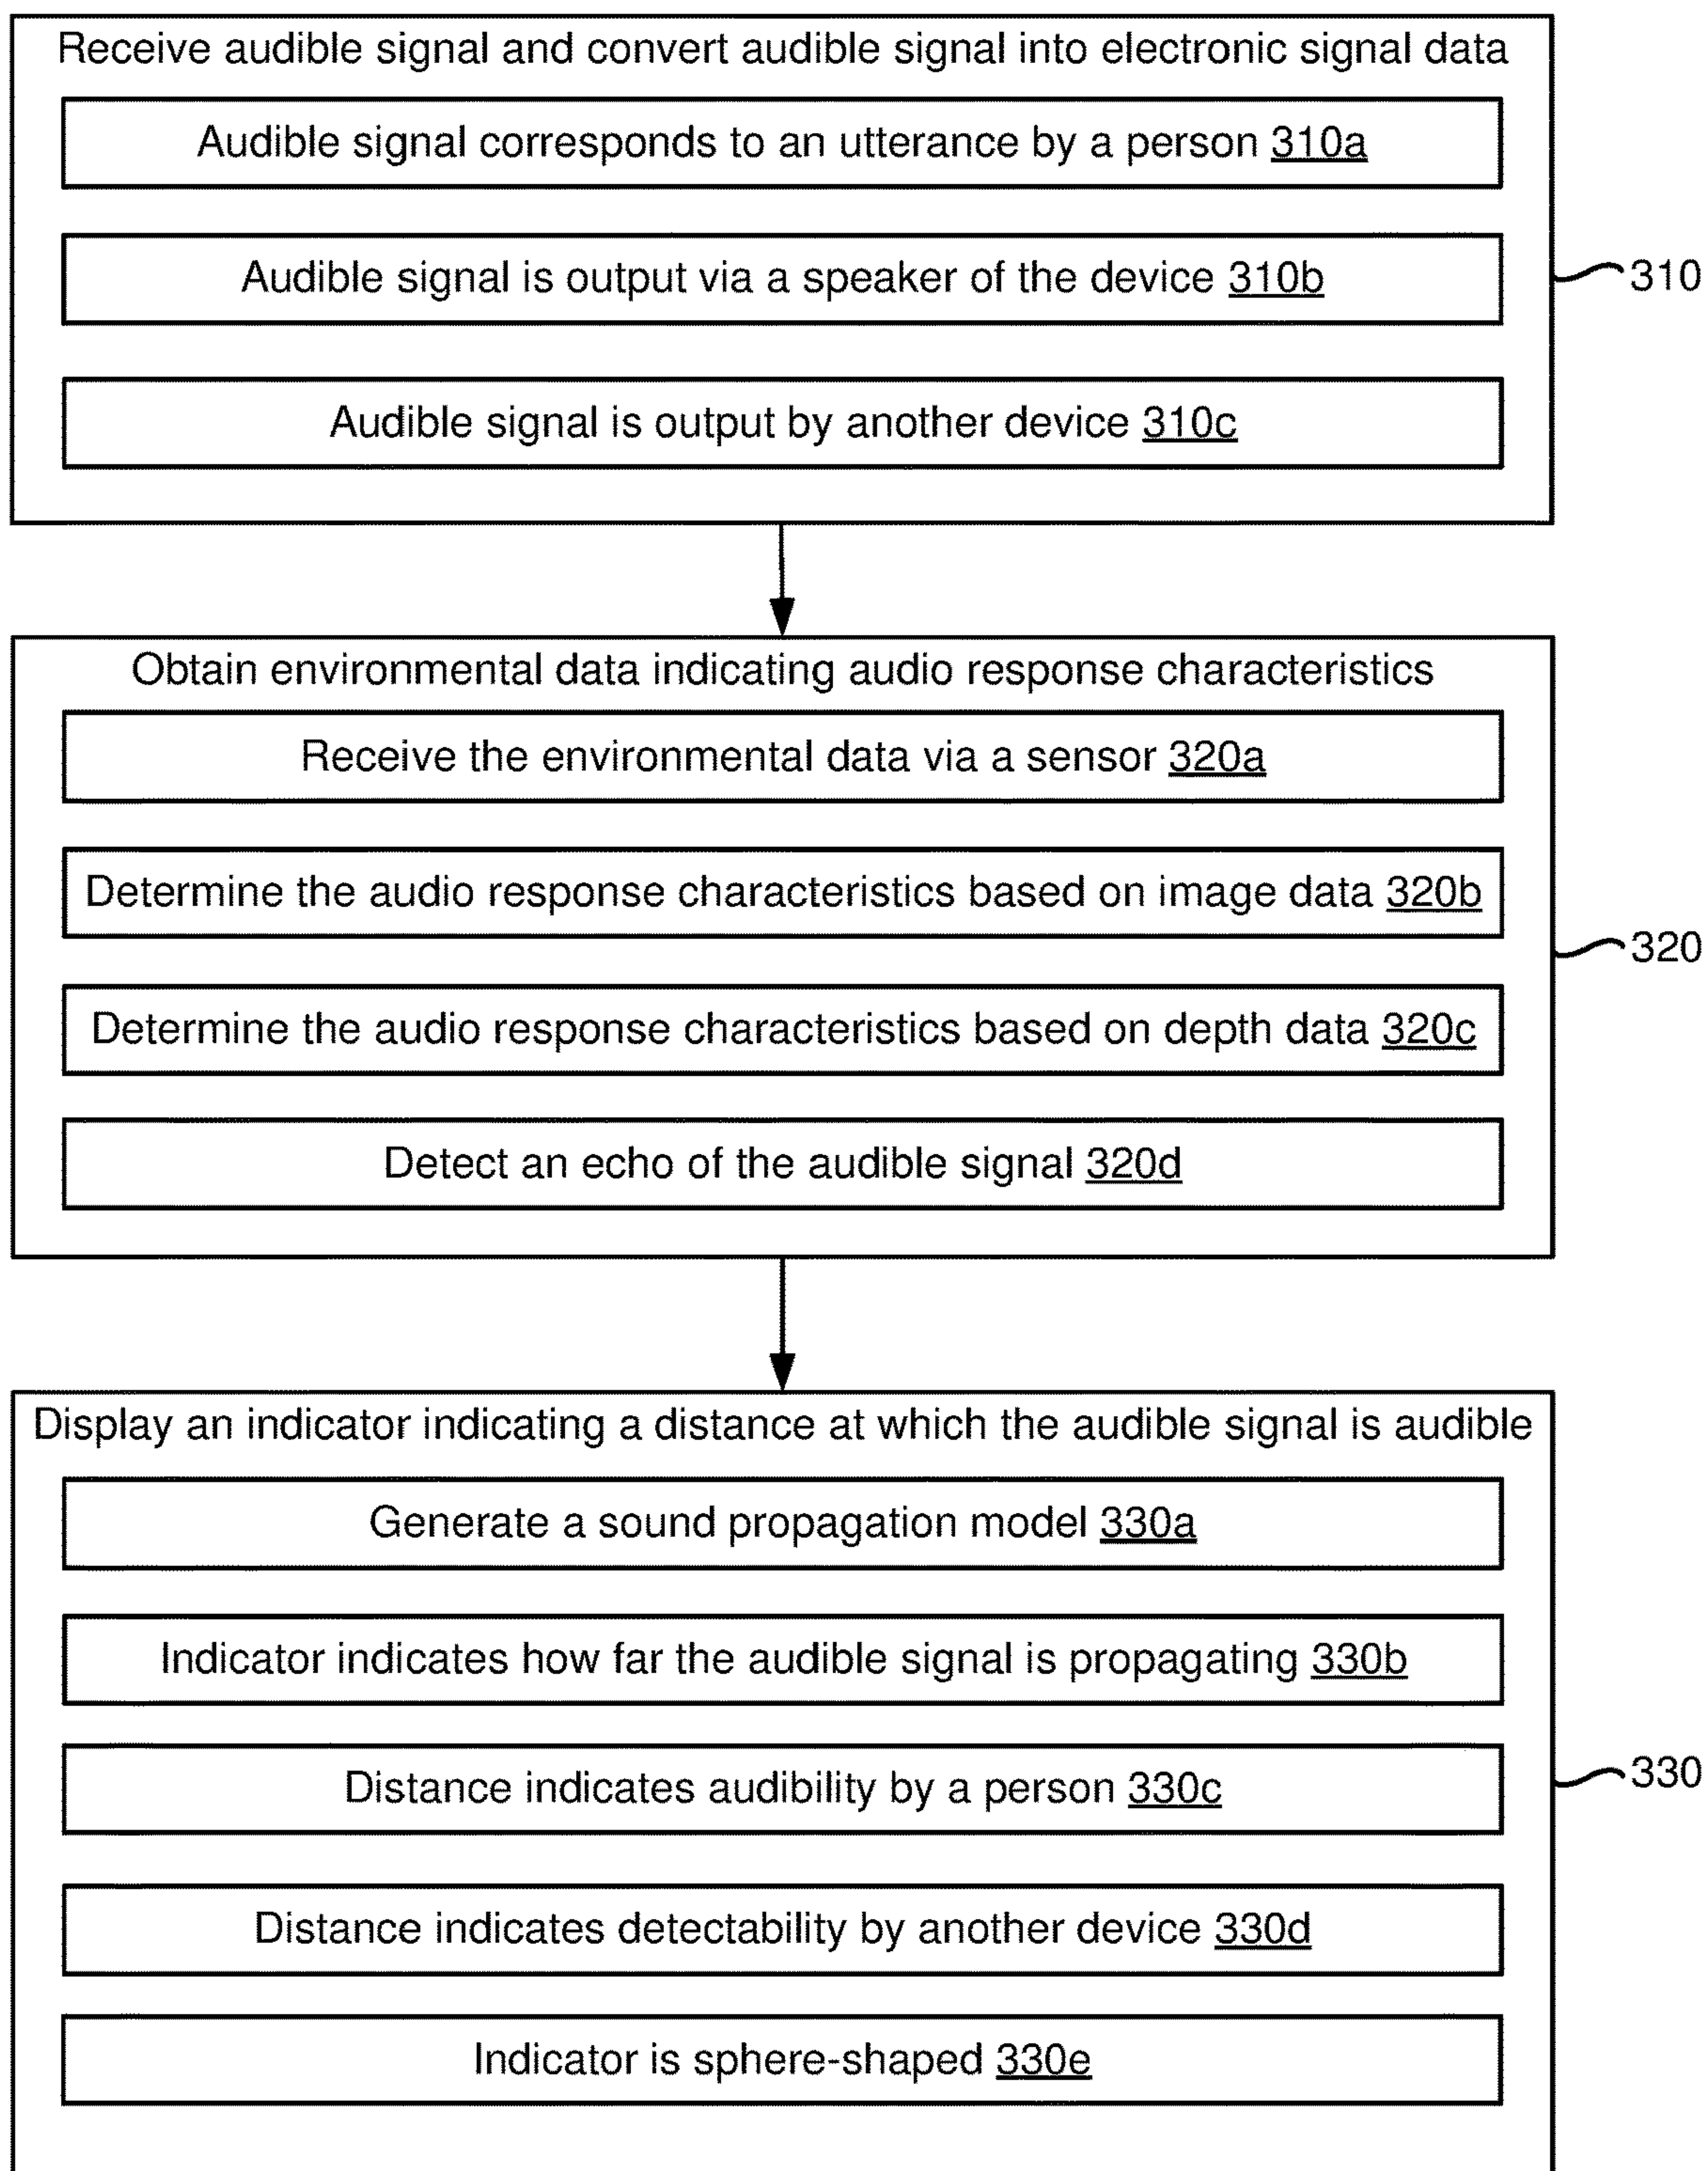 Receive audible signal and convert audible signal into electronic signal data
Audible signal corresponds to an utterance by a person 310a
Audible signal is output via a speaker of the device 310b
310
Audible signal is output by another device 310c
Obtain environmental data indicating audio response characteristics
Receive the environmental data via a sensor 320a
Determine the audio response characteristics based on image data 320b
320
Determine the audio response characteristics based on depth data 320c
Detect an echo of the audible signal 320d
Display an indicator indicating a distance at which the audible signal is audible
Generate a sound propagation model 330a
Indicator indicates how far the audible signal is propagating 330b
330
Distance indicates audibility by a person 330c
Distance indicates detectability by another device 330d
Indicator is sphere-shaped 330e